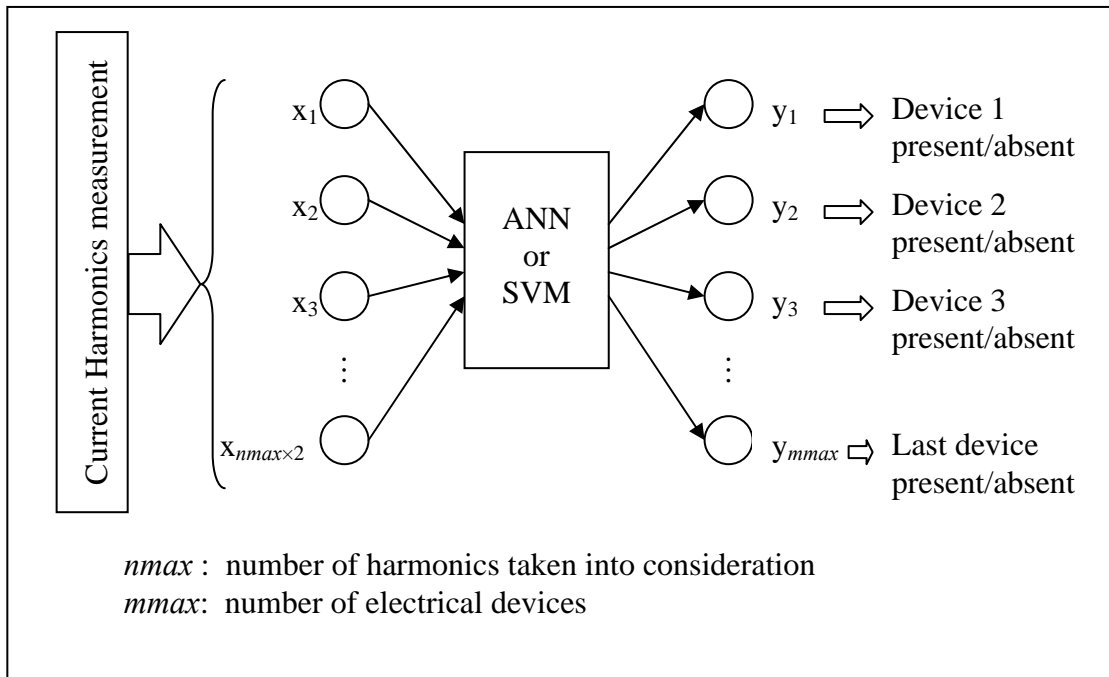 Current Harmonics measurement
x1
x2
x3
⋮
xnmax×2
ANN
or
SVM
y1
y2
y3
⋮
ymmax
Device 1
present/absent
Device 2
present/absent
Device 3
present/absent
Last device
present/absent
nmax : number of harmonics taken into consideration
mmax: number of electrical devices